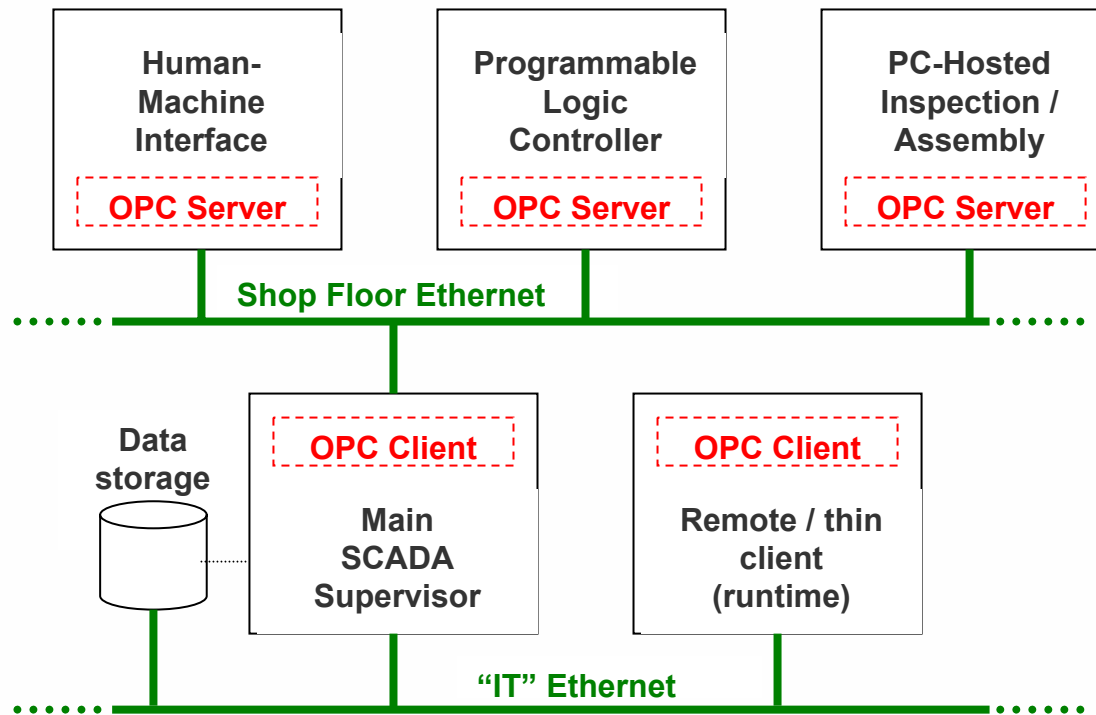 Human-
Machine
Interface
OPC Server
Programmable
Logic
Controller
OPC Server
PC-Hosted
Inspection /
Assembly
OPC Server
Shop Floor Ethernet
Data
storage
OPC Client
Main
SCADA
Supervisor
OPC Client
Remote / thin
client
(runtime)
“IT” Ethernet